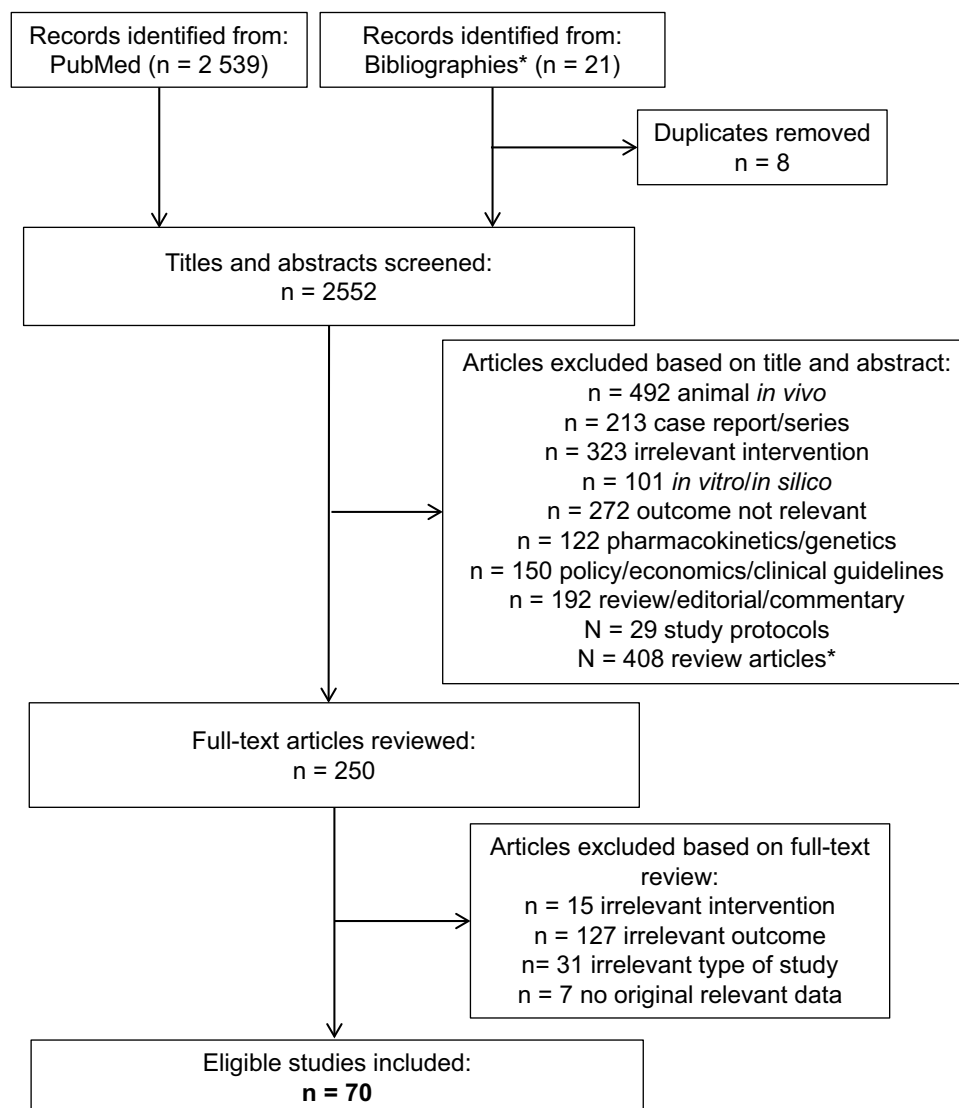 Records identified from:
PubMed (n = 2 539)
Records identified from:
Bibliographies* (n = 21)
Duplicates removed
n = 8
Titles and abstracts screened:
n = 2552
Articles excluded based on title and abstract:
n = 492 animal in vivo
n = 213 case report/series
n = 323 irrelevant intervention
n = 101 in vitro/in silico
n = 272 outcome not relevant
n = 122 pharmacokinetics/genetics
n = 150 policy/economics/clinical guidelines
n = 192 review/editorial/commentary
N = 29 study protocols
N = 408 review articles*
Full-text articles reviewed:
n = 250
Articles excluded based on full-text
review:
n = 15 irrelevant intervention
n = 127 irrelevant outcome
n= 31 irrelevant type of study
n = 7 no original relevant data
Eligible studies included:
n = 70